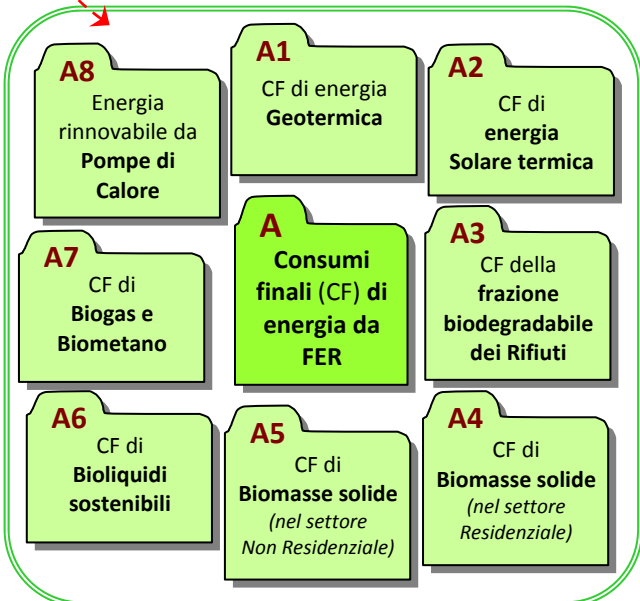 A8
Energia
rinnovabile da
Pompe di
Calore
A1
CF di energia
Geotermica
A2
CF di
energia
Solare termica
A7
CF di
Biogas e
Biometano
A
Consumi
finali (CF) di
energia da
FER
A3
CF della
frazione
biodegradabile
dei Rifiuti
A6
CF di
Bioliquidi
sostenibili
A5
CF di
Biomasse solide
(nel settore
Non Residenziale)
A4
CF di
Biomasse solide
(nel settore
Residenziale)